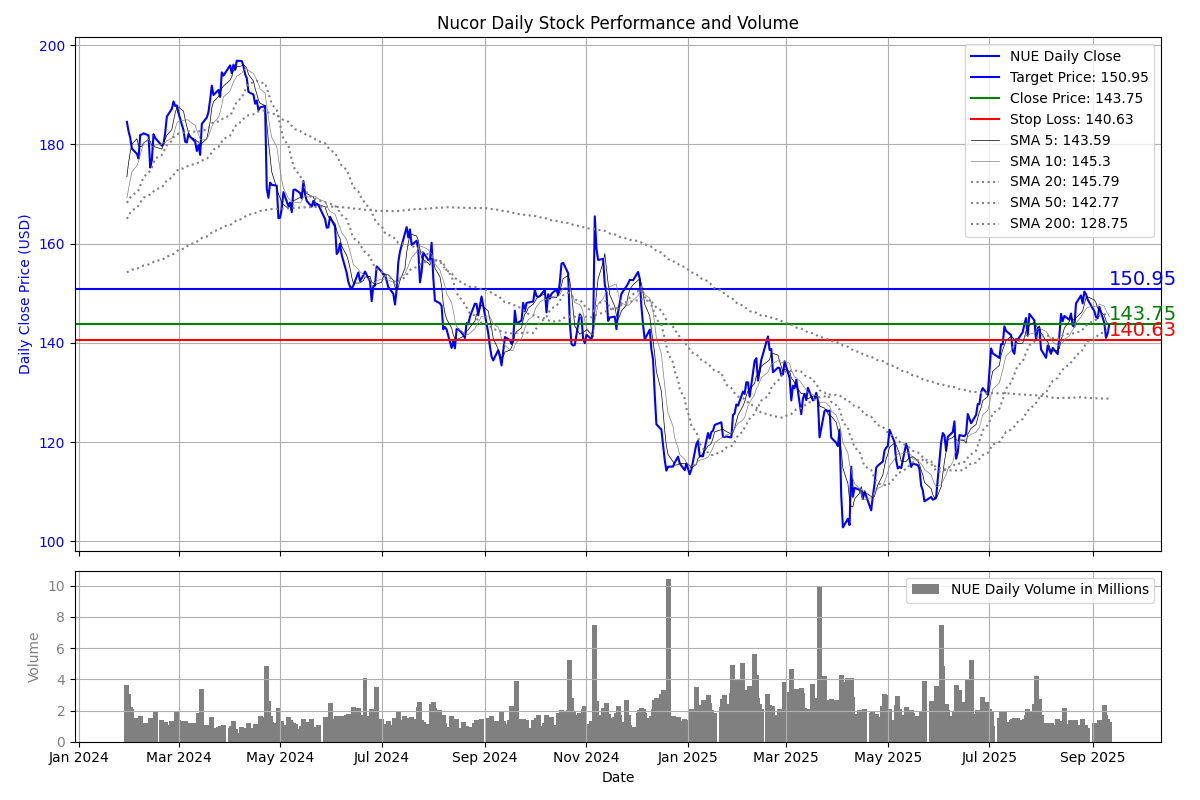 Nucor Daily Stock Performance and Volume
200
180
160
140
120
100
Daily Close Price (USD)
NUE Daily Close
Target Price: 150.95
Close Price: 143.75
Stop Loss: 140.63
SMA 5: 143.59
SMA 10: 145.3
SMA 20: 145.79
SMA 50: 142.77
SMA 200: 128.75
150.95
143.75
140.63
10
8
6
4
2
0
Volume
NUE Daily Volume in Millions
Jan 2024 Mar 2024 May 2024 Jul 2024 Sep 2024 Nov 2024 Jan 2025 Mar 2025 May 2025 Jul 2025 Sep 2025
Date